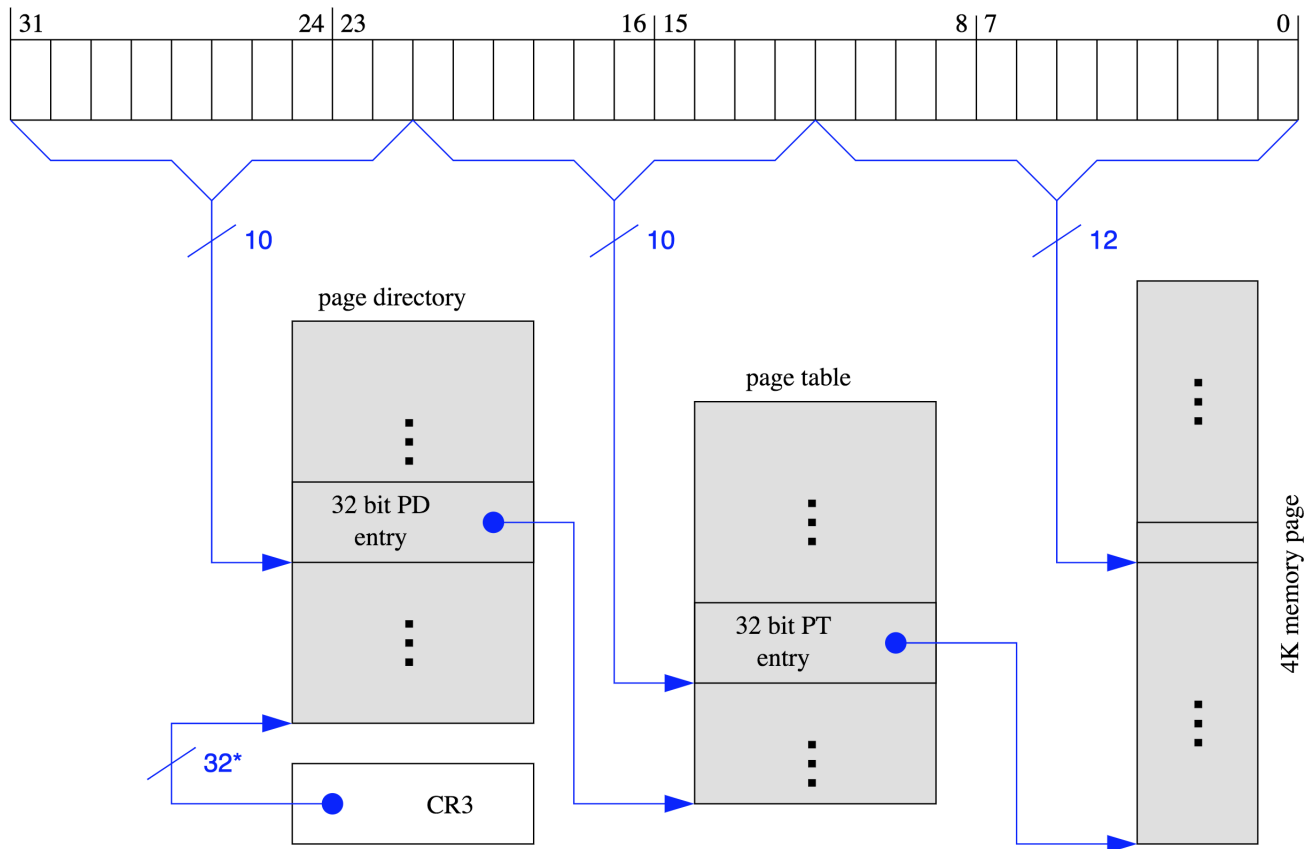 31 24 23 16 15 8 7 0
10 10 12
page directory
page table
32 bit PD
entry
32 bit PT
entry
4K memory page
32*
CR3